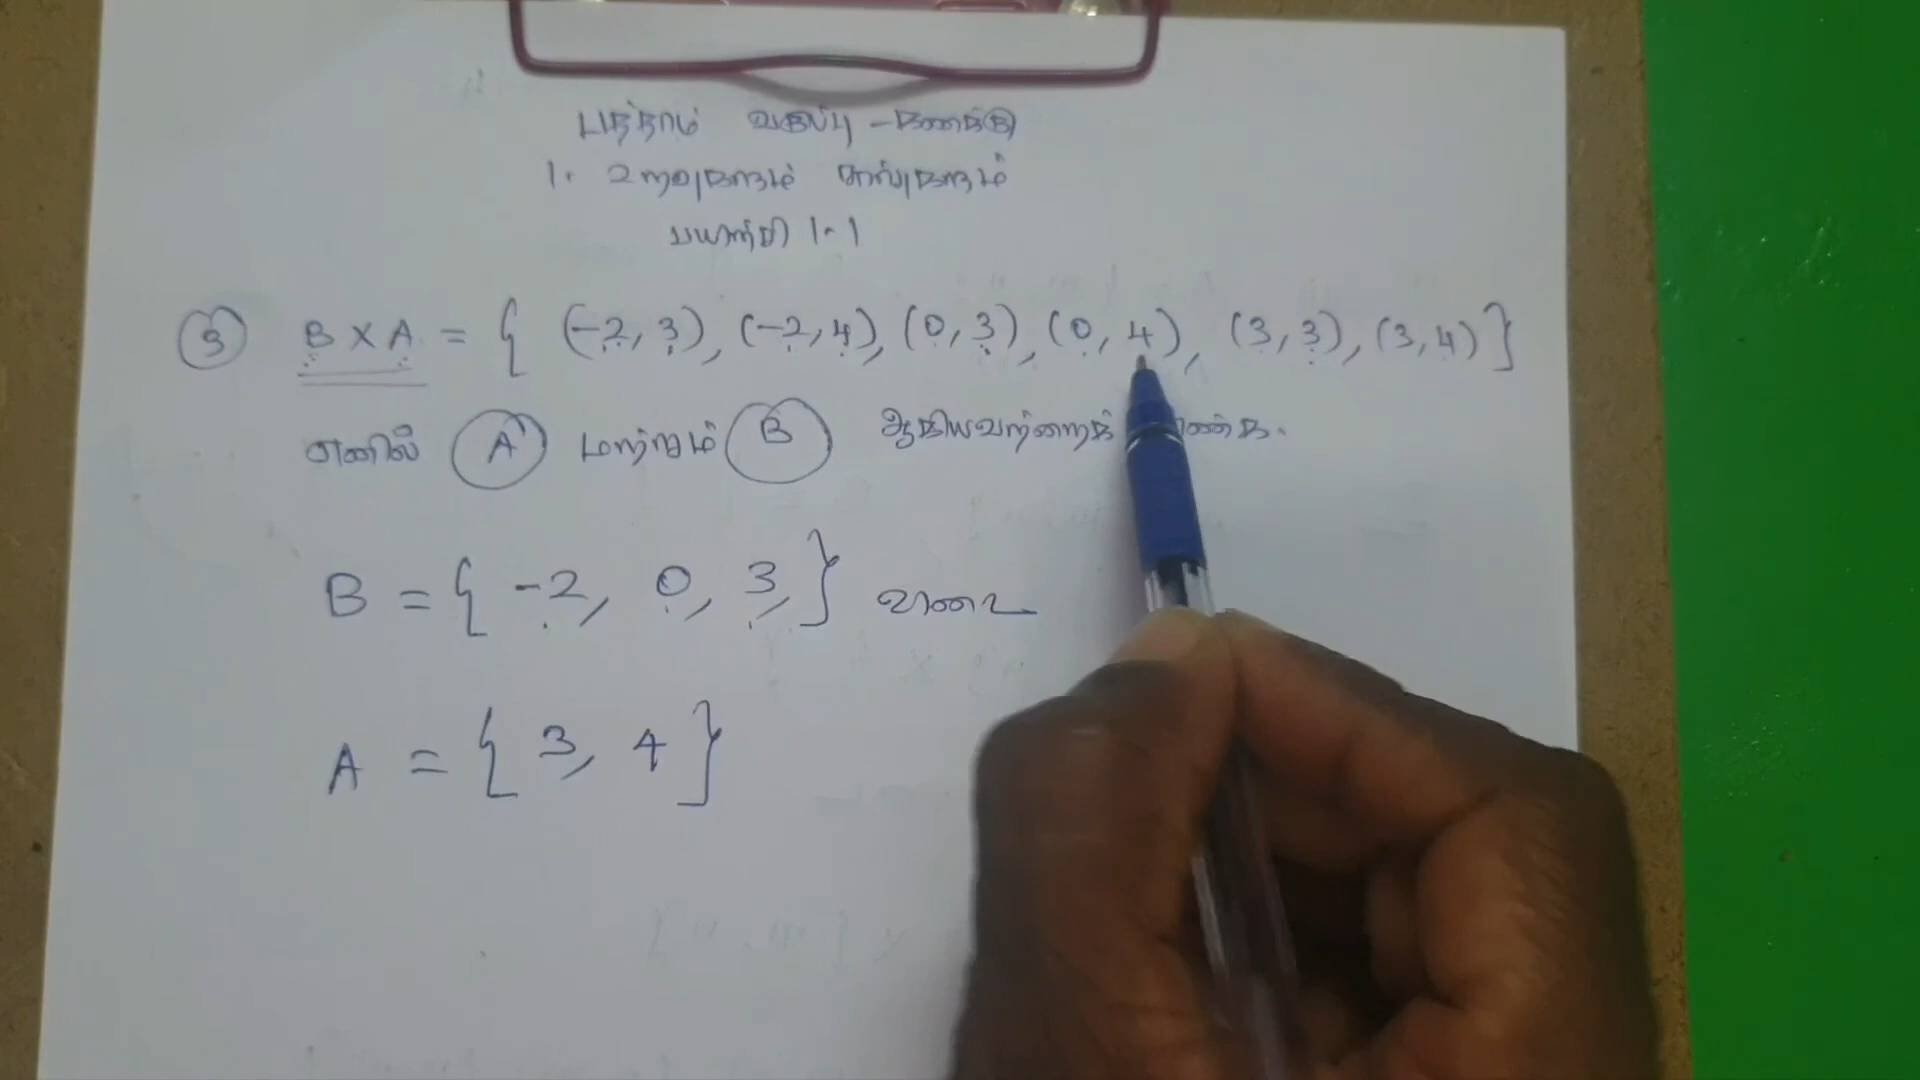 பத்தாம் வகுப்பு - கணக்கு
1. உறவுகளும் சார்புகளும்
பயிற்சி 1.1
3 B X A = { (-2, 3), (-2, 4), (0, 3), (0, 4), (3, 3), (3, 4) }
எனில் A மற்றும் B ஆகியவற்றைக்
B = { -2, 0, 3, } விடை
A = { 3, 4 }